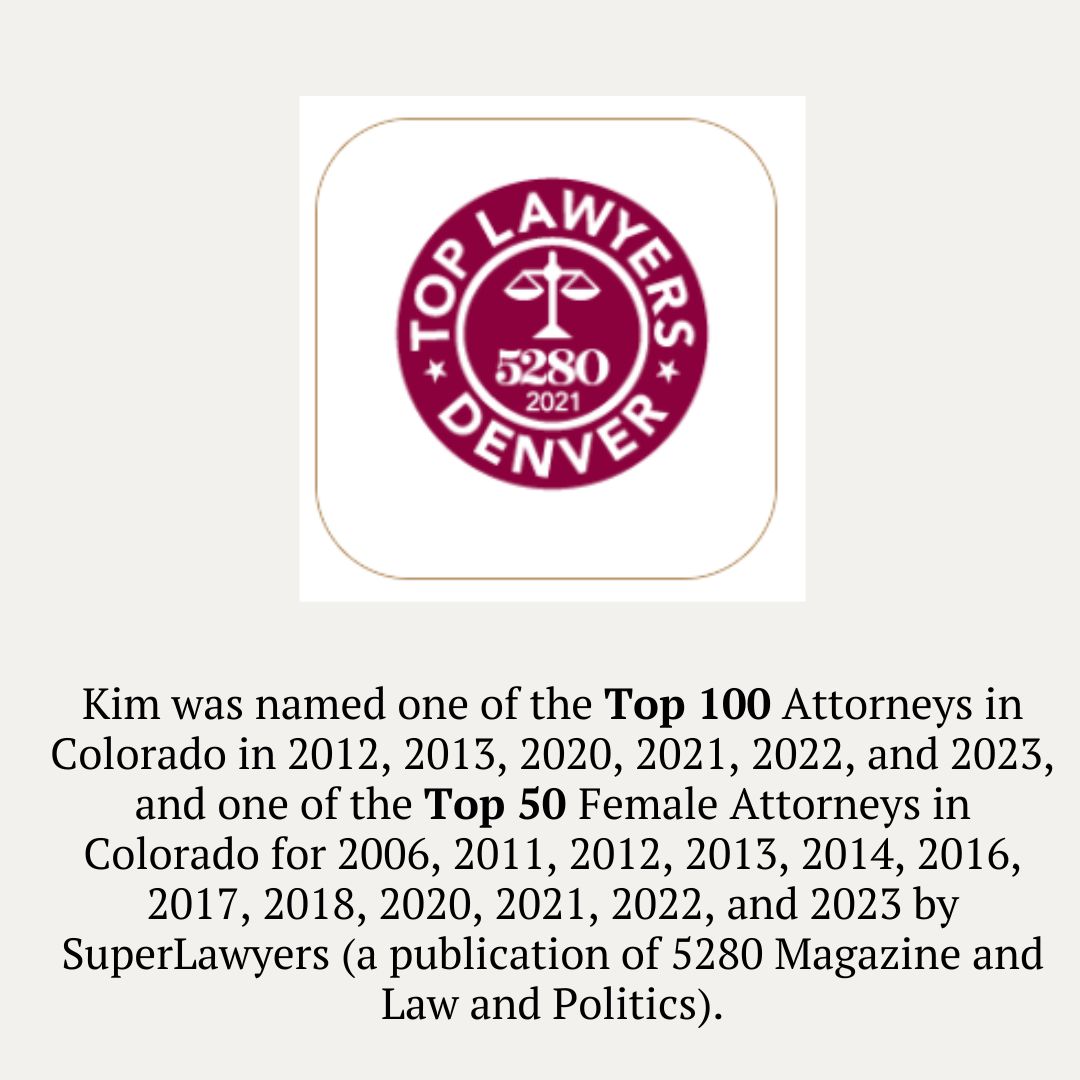 TOP LAWYERS
5280
2021
DENVER
Kim was named one of the Top 100 Attorneys in
Colorado in 2012, 2013, 2020, 2021, 2022, and 2023,
and one of the Top 50 Female Attorneys in
Colorado for 2006, 2011, 2012, 2013, 2014, 2016,
2017, 2018, 2020, 2021, 2022, and 2023 by
SuperLawyers (a publication of 5280 Magazine and
Law and Politics).